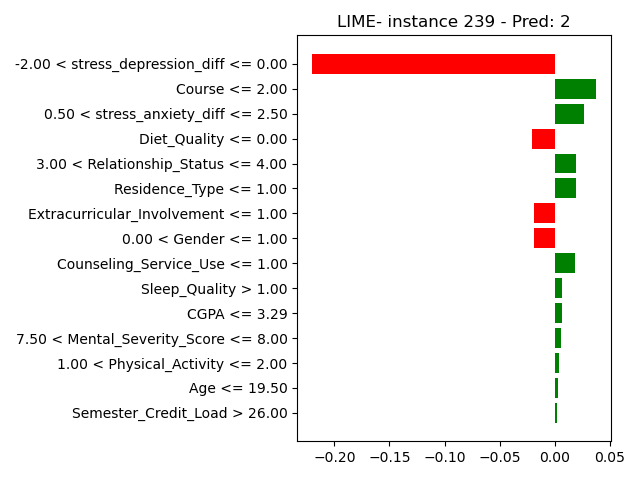 LIME- instance 239 - Pred: 2
-2.00 < stress_depression_diff <= 0.00
Course <= 2.00
0.50 < stress_anxiety_diff <= 2.50
Diet_Quality <= 0.00
3.00 < Relationship_Status <= 4.00
Residence_Type <= 1.00
Extracurricular_Involvement <= 1.00
0.00 < Gender <= 1.00
Counseling_Service_Use <= 1.00
Sleep_Quality > 1.00
CGPA <= 3.29
7.50 < Mental_Severity_Score <= 8.00
1.00 < Physical_Activity <= 2.00
Age <= 19.50
Semester_Credit_Load > 26.00
−0.20 −0.15 −0.10 −0.05 0.00 0.05